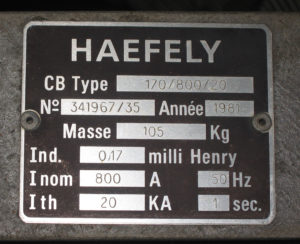 HAEFELY
CB Type 170/800/20
Nº 341967/35 Année 1981
Masse 105 Kg
Ind. 0.17 milli Henry
I nom 800 A 50 Hz
I th 20 KA 1 sec.